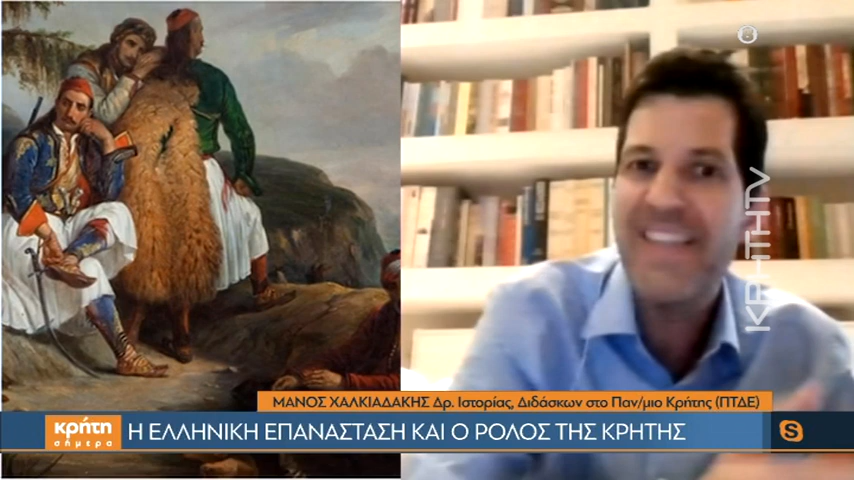 ΚΡΗΤΗTV
ΜΑΝΟΣ ΧΑΛΚΙΑΔΑΚΗΣ Δρ. Ιστορίας, Διδάσκων στο Παν/μιο Κρήτης (ΠΤΔΕ)
κρήτη
σήμερα
Η ΕΛΛΗΝΙΚΗ ΕΠΑΝΑΣΤΑΣΗ ΚΑΙ Ο ΡΟΛΟΣ ΤΗΣ ΚΡΗΤΗΣ